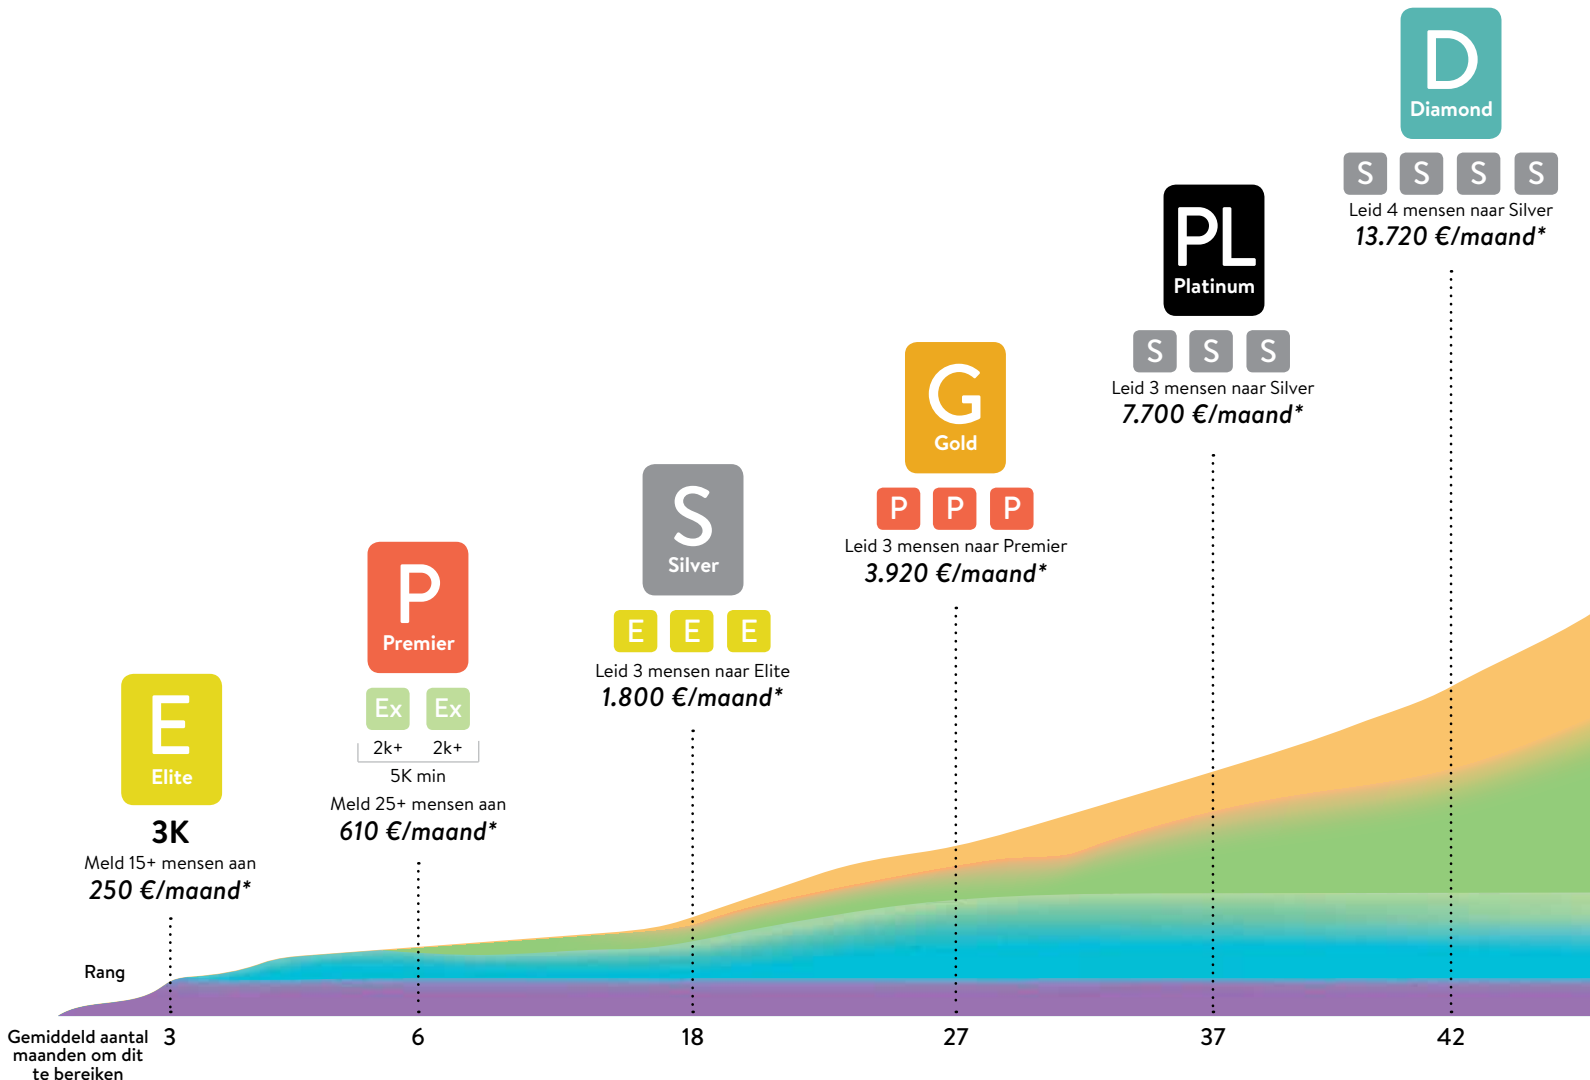 D
Diamond
S S S S
Leid 4 mensen naar Silver
13.720 €/maand*
PL
Platinum
S S S
Leid 3 mensen naar Silver
7.700 €/maand*
G
Gold
P P P
Leid 3 mensen naar Premier
3.920 €/maand*
S
Silver
E E E
Leid 3 mensen naar Elite
1.800 €/maand*
P
Premier
Ex Ex
2k+ 2k+
5K min
Meld 25+ mensen aan
610 €/maand*
E
Elite
3K
Meld 15+ mensen aan
250 €/maand*
Rang
Gemiddeld aantal
maanden om dit
te bereiken
3 6 18 27 37 42